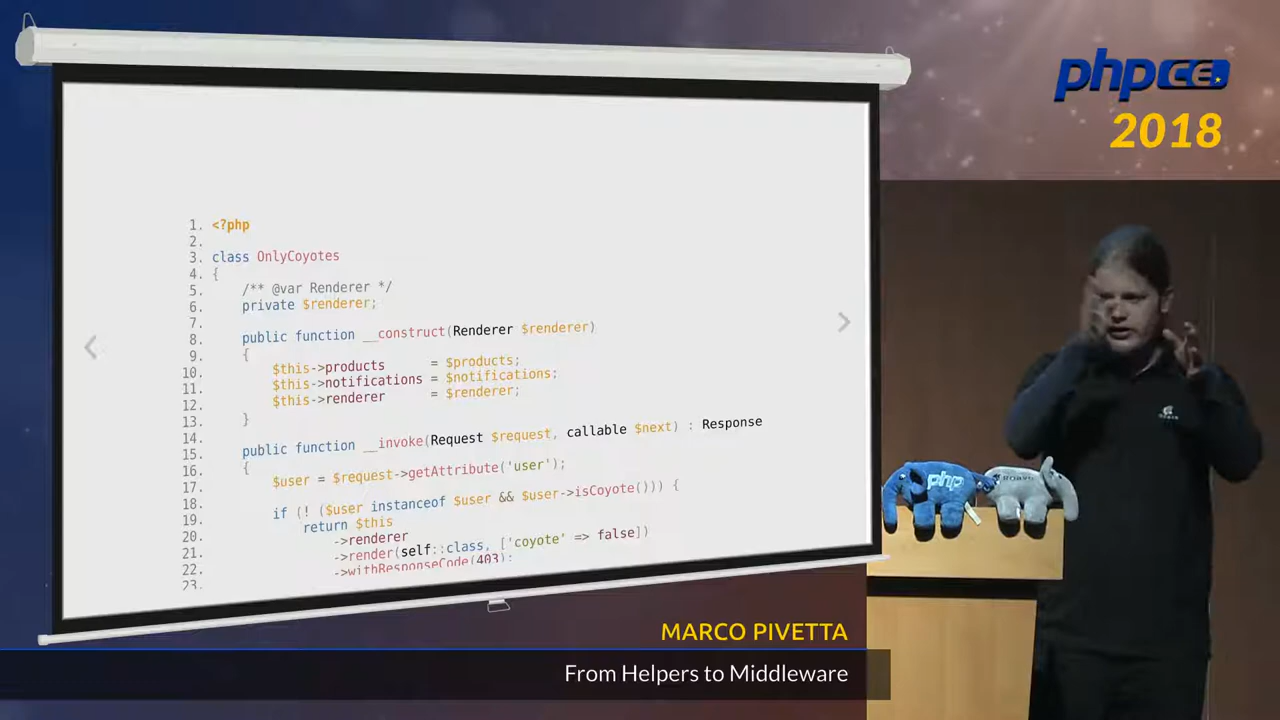 phpCE
2018
1. <?php
2.
3. class OnlyCoyotes
4. {
5. /** @var Renderer */
6. private $renderer;
7.
8. public function __construct(Renderer $renderer)
9. {
10. $this->products = $products;
11. $this->notifications = $notifications;
12. $this->renderer = $renderer;
13. }
14.
15. public function __invoke(Request $request, callable $next) : Response
16. {
17. $user = $request->getAttribute('user');
18.
19. if (! ($user instanceof $user && $user->isCoyote())) {
20. return $this
21. ->renderer
22. ->render(self::class, ['coyote' => false])
23. ->withResponseCode(403);
php
MARCO PIVETTA
From Helpers to Middleware